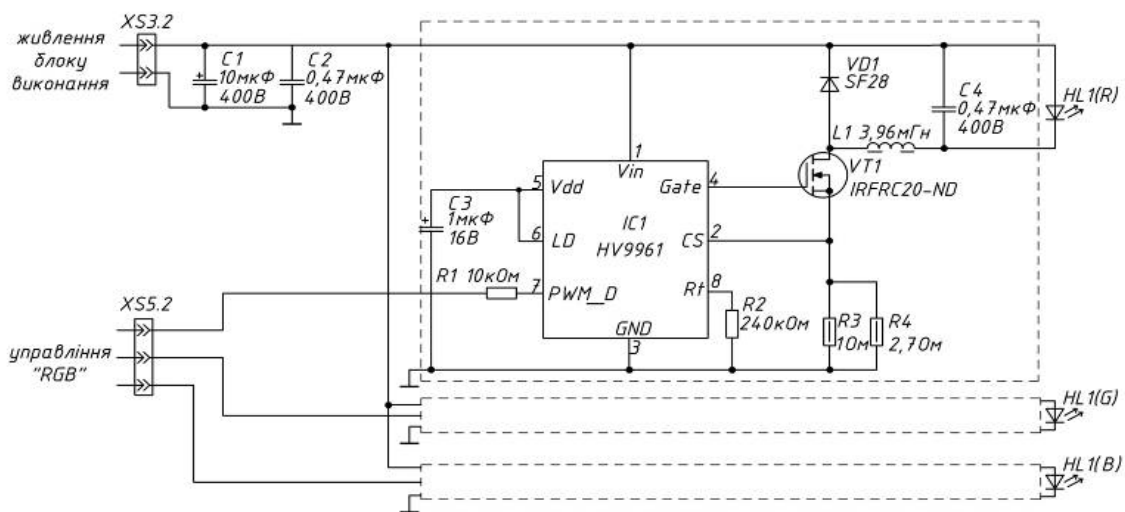 XS3.2
живлення
блоку
виконання
C1
10мкФ
400В
C2
0,47мкФ
400В
VD1
SF28
C4
0,47мкФ
400В
HL1(R)
L1 3,96мГн
VT1
IRFRC20-ND
1
Vin
5
Vdd
Gate
4
C3
1мкФ
16В
IC1
HV9961
6
LD
CS
2
R1 10кОм
7
PWM_D
Rt
8
R2
240кОм
R3
1Ом
R4
2,7Ом
GND
3
XS5.2
управління
"RGB"
HL1(G)
HL1(B)